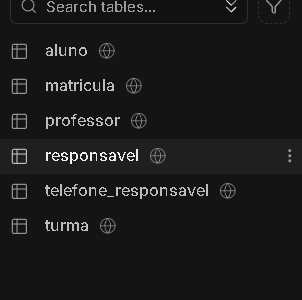 Search tables...
aluno
matricula
professor
responsavel
telefone_responsavel
turma